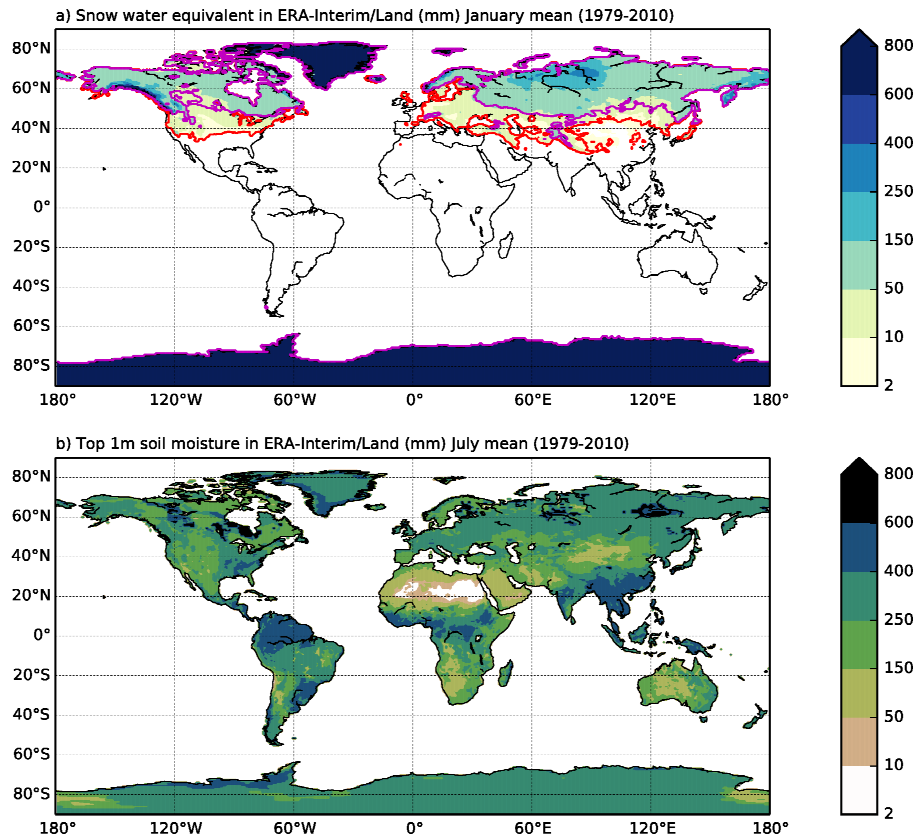 a) Snow water equivalent in ERA-Interim/Land (mm) January mean (1979-2010)
80°N
60°N
40°N
20°N
0°
20°S
40°S
60°S
80°S
180° 120°W 60°W 0° 60°E 120°E 180°
800
600
400
250
150
50
10
2
b) Top 1m soil moisture in ERA-Interim/Land (mm) July mean (1979-2010)
80°N
60°N
40°N
20°N
0°
20°S
40°S
60°S
80°S
180° 120°W 60°W 0° 60°E 120°E 180°
800
600
400
250
150
50
10
2